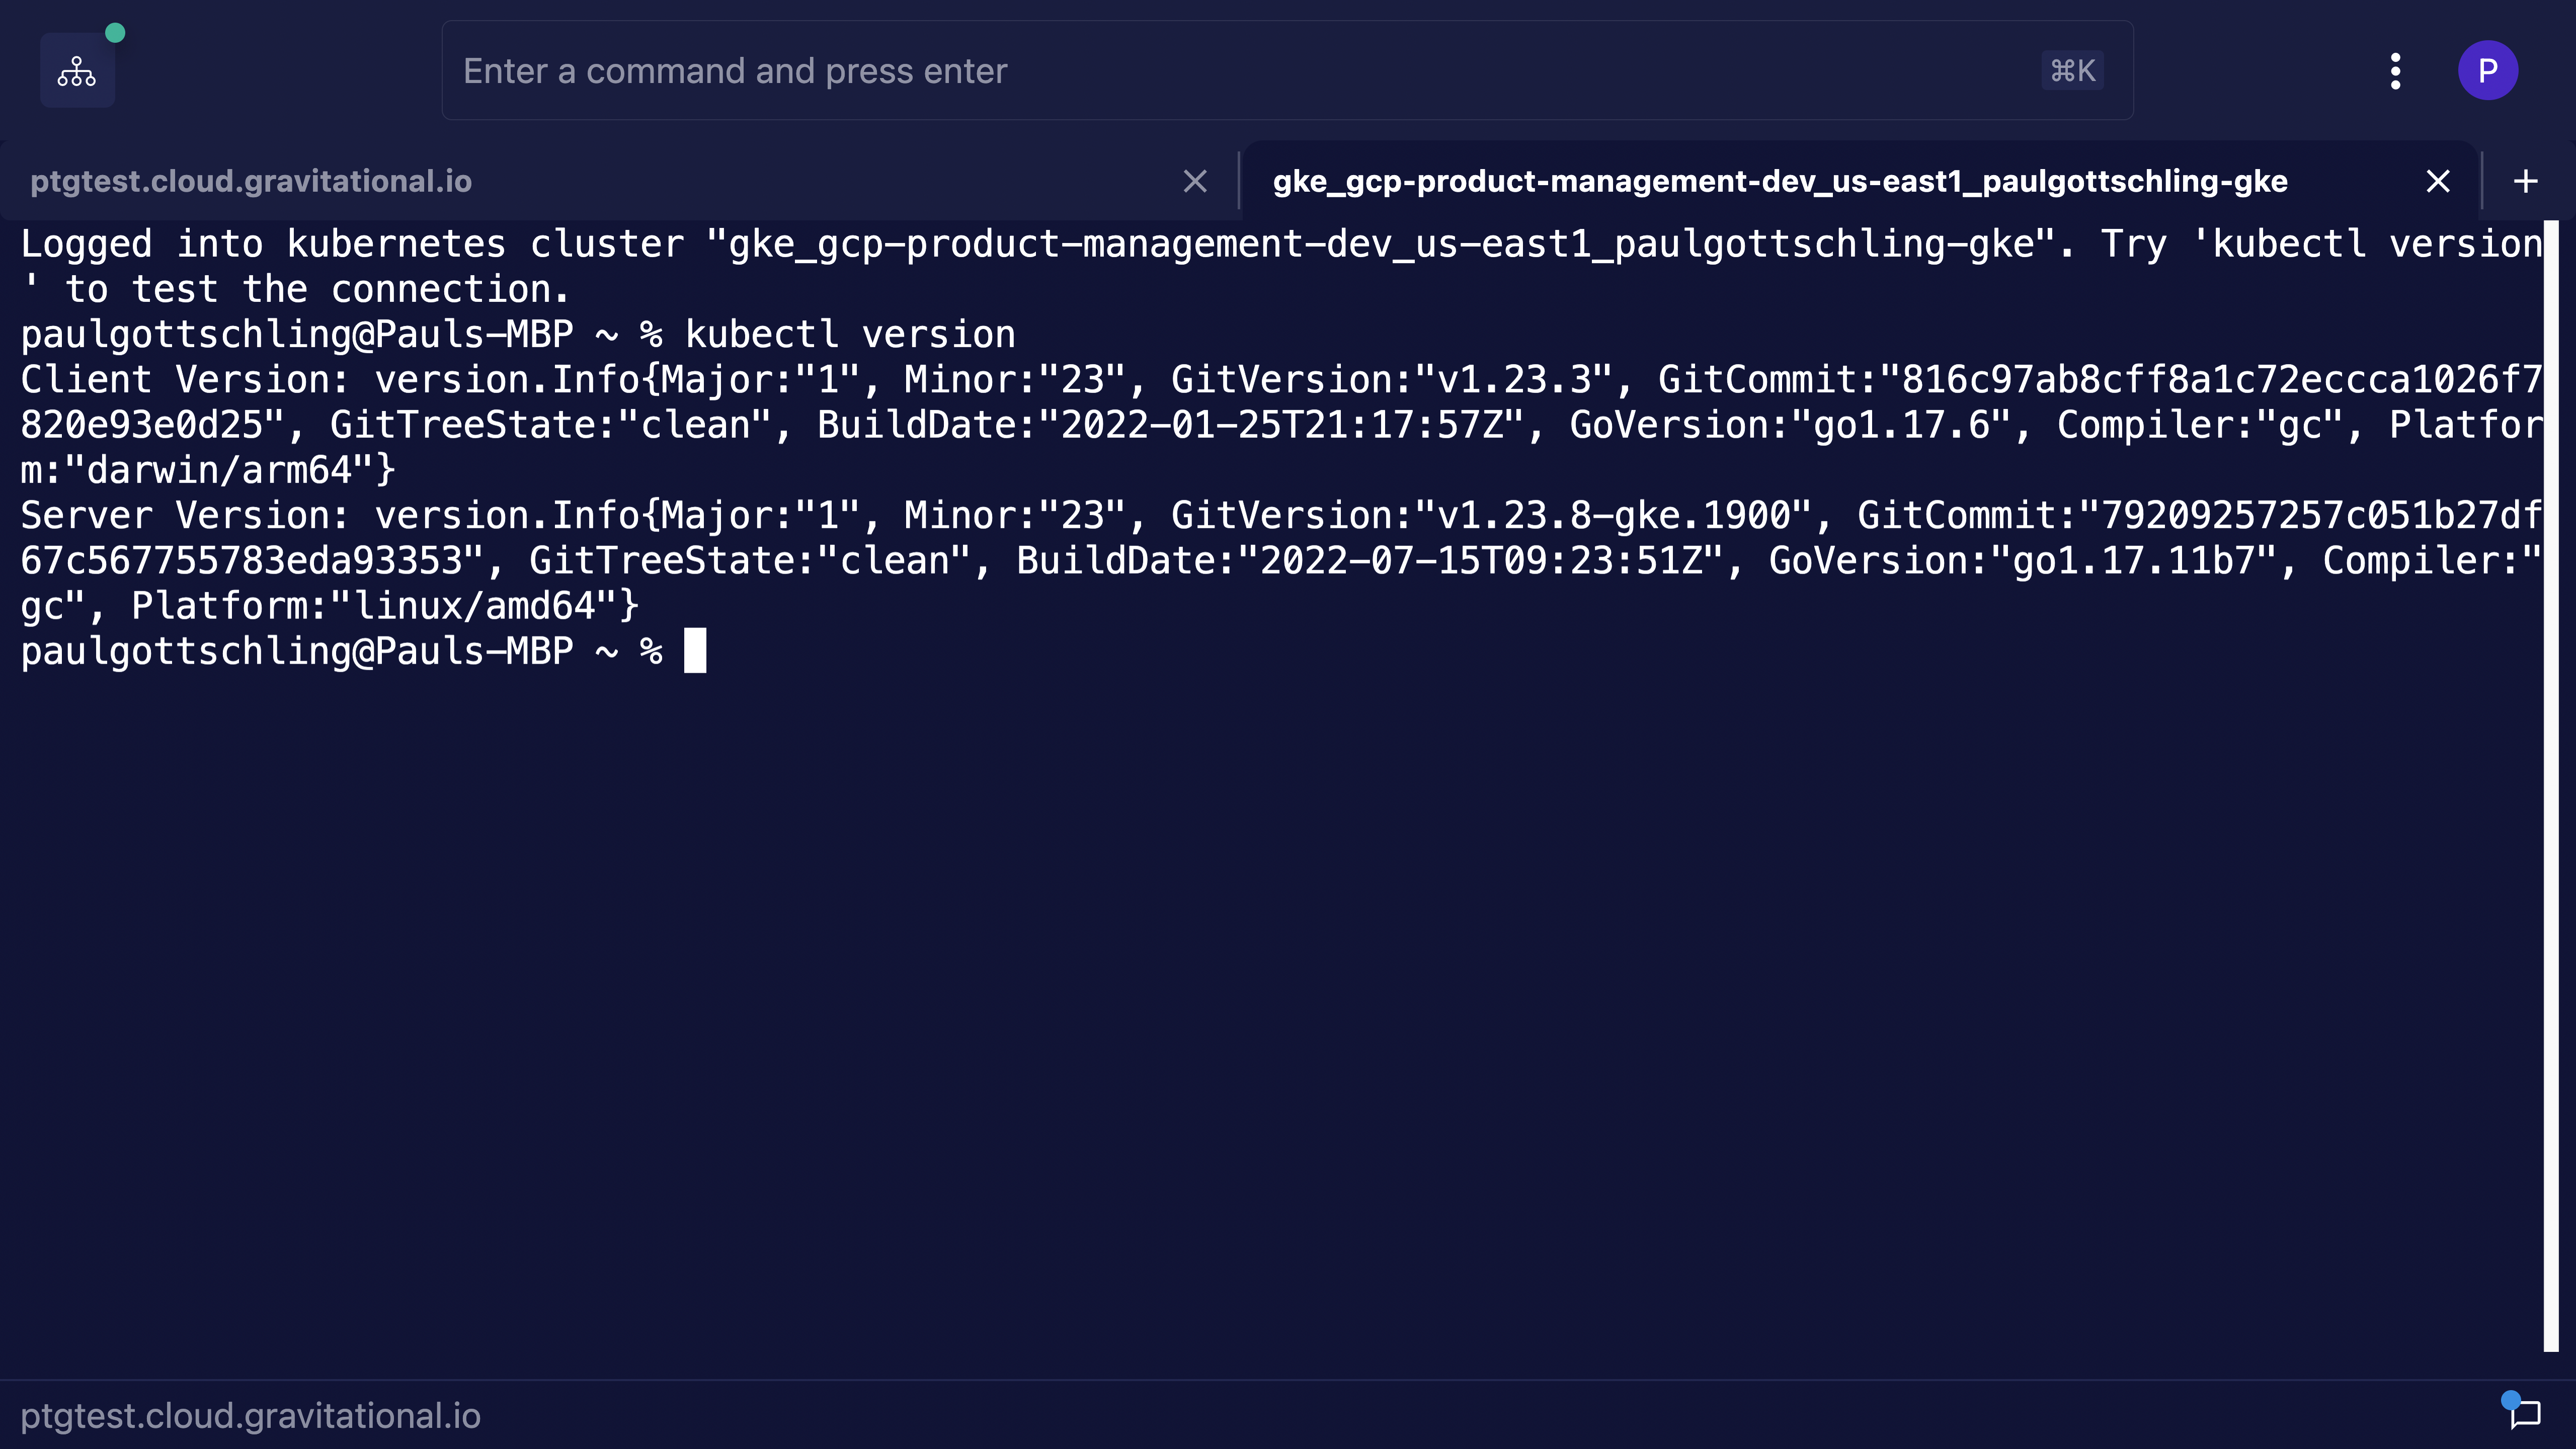 Enter a command and press enter
⌘K
P
ptgtest.cloud.gravitational.io
gke_gcp-product-management-dev_us-east1_paulgottschling-gke
Logged into kubernetes cluster "gke_gcp-product-management-dev_us-east1_paulgottschling-gke". Try 'kubectl version
' to test the connection.
paulgottschling@Pauls-MBP ~ % kubectl version
Client Version: version.Info{Major:"1", Minor:"23", GitVersion:"v1.23.3", GitCommit:"816c97ab8cff8a1c72eccca1026f7
820e93e0d25", GitTreeState:"clean", BuildDate:"2022-01-25T21:17:57Z", GoVersion:"go1.17.6", Compiler:"gc", Platfor
m:"darwin/arm64"}
Server Version: version.Info{Major:"1", Minor:"23", GitVersion:"v1.23.8-gke.1900", GitCommit:"79209257257c051b27df
67c567755783eda93353", GitTreeState:"clean", BuildDate:"2022-07-15T09:23:51Z", GoVersion:"go1.17.11b7", Compiler:"
gc", Platform:"linux/amd64"}
paulgottschling@Pauls-MBP ~ %
ptgtest.cloud.gravitational.io